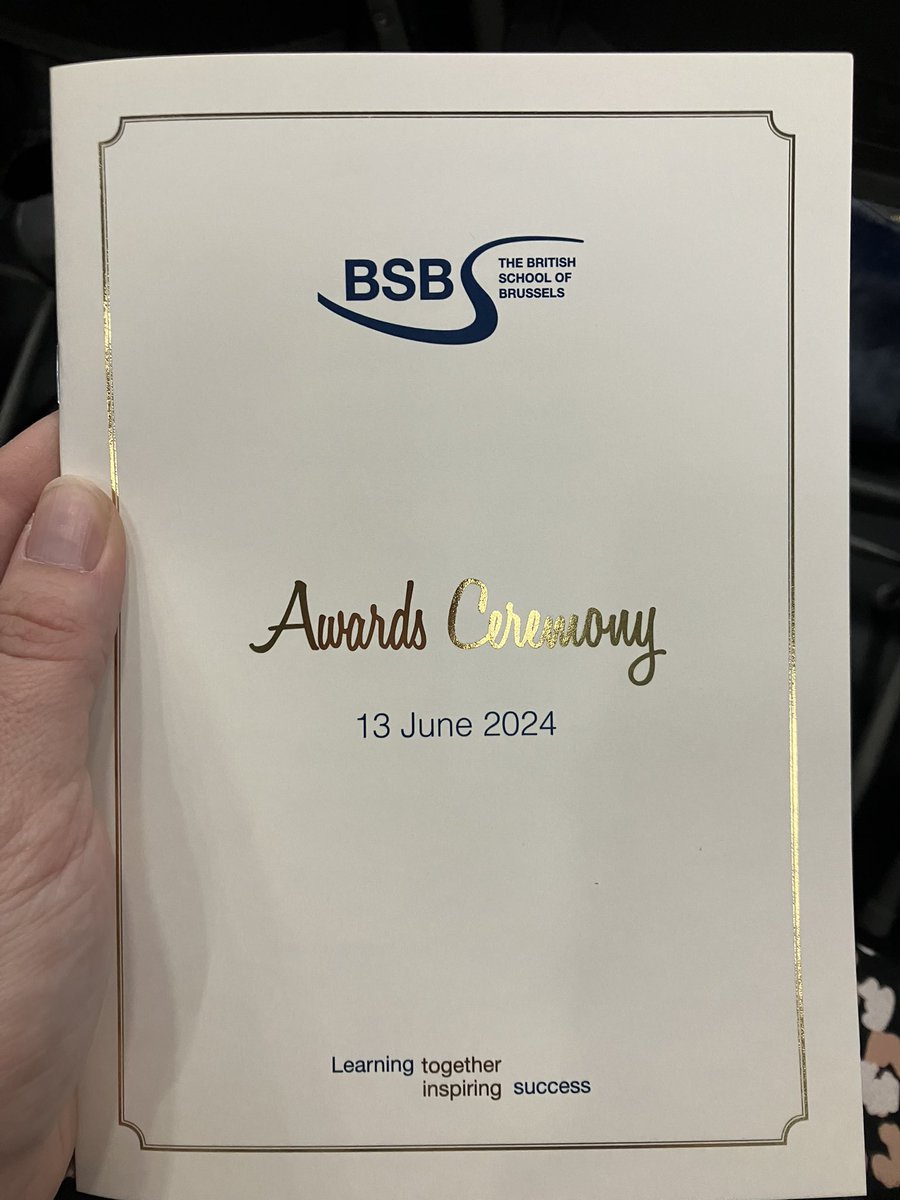 BSB
THE BRITISH
SCHOOL OF
BRUSSELS
Awards Ceremony
13 June 2024
Learning together
inspiring success